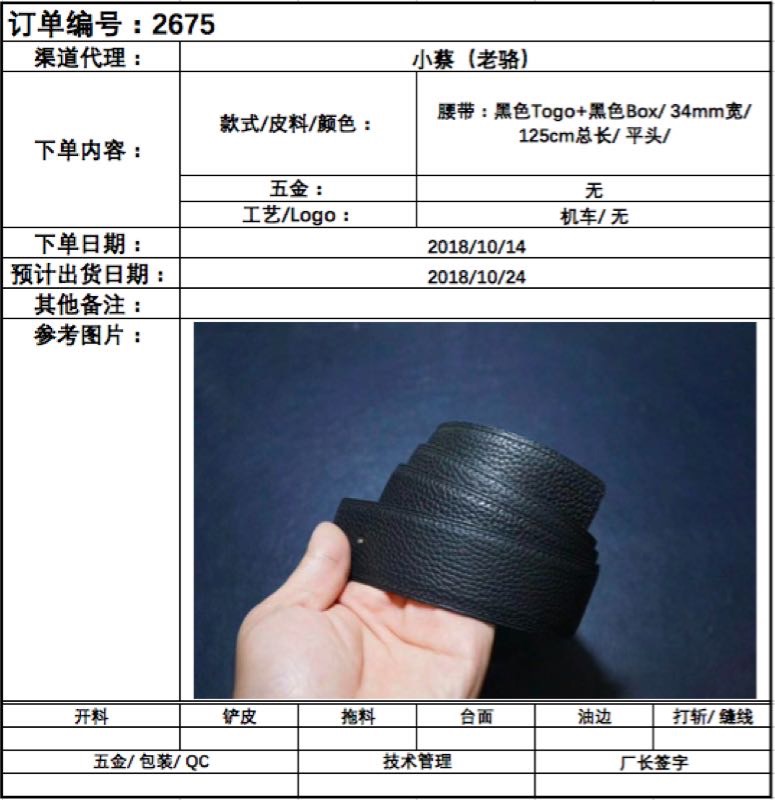 订单编号：2675
渠道代理：
小蔡（老骆）
下单内容：
款式/皮料/颜色：
腰带：黑色Togo+黑色Box/ 34mm宽/
125cm总长/ 平头/
五金：
无
工艺/Logo：
机车/ 无
下单日期：
2018/10/14
预计出货日期：
2018/10/24
其他备注：
参考图片：
开料
铲皮
拖料
台面
油边
打斩/ 缝线
五金/ 包装/ QC
技术管理
厂长签字